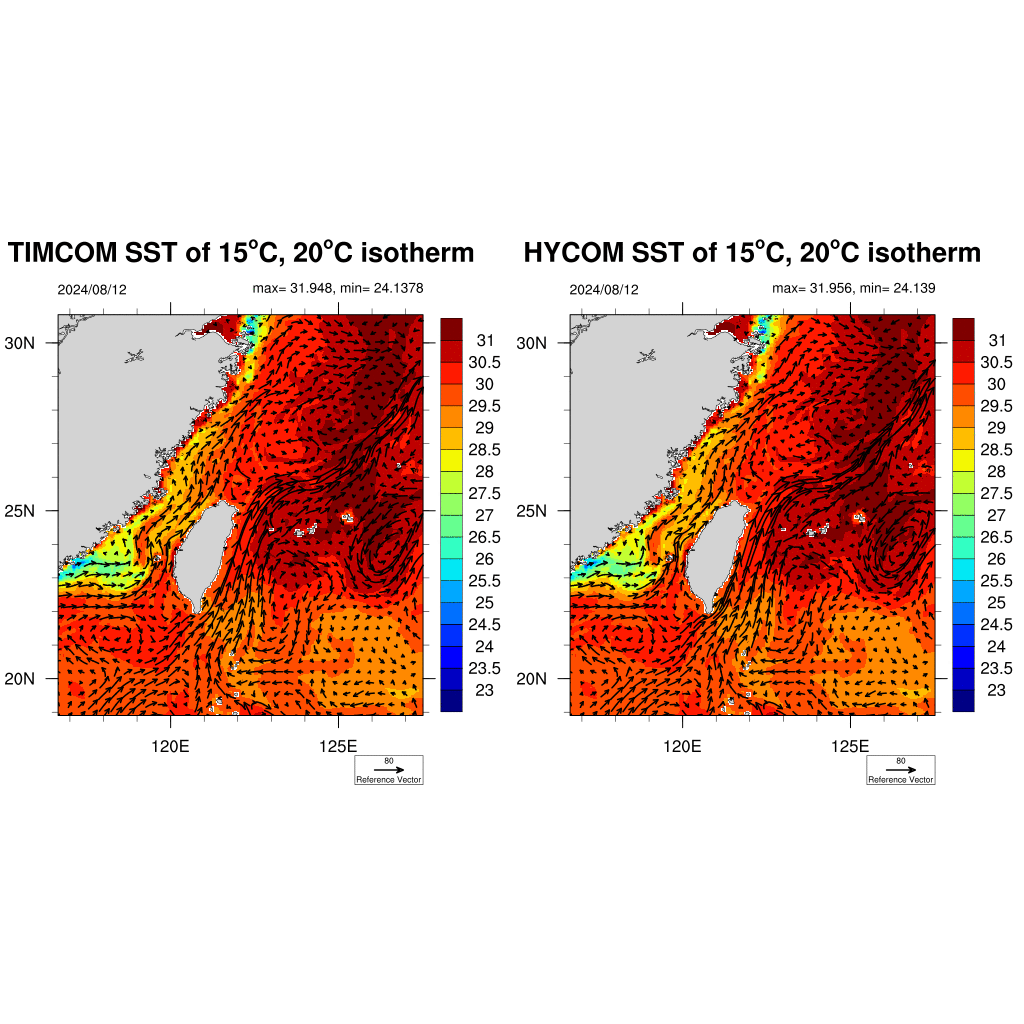 TIMCOM SST of 15°C, 20°C isotherm
2024/08/12
max= 31.948, min= 24.1378
30N
25N
20N
120E
125E
31
30.5
30
29.5
29
28.5
28
27.5
27
26.5
26
25.5
25
24.5
24
23.5
23
80
Reference Vector
HYCOM SST of 15°C, 20°C isotherm
2024/08/12
max= 31.956, min= 24.139
30N
25N
20N
120E
125E
31
30.5
30
29.5
29
28.5
28
27.5
27
26.5
26
25.5
25
24.5
24
23.5
23
80
Reference Vector